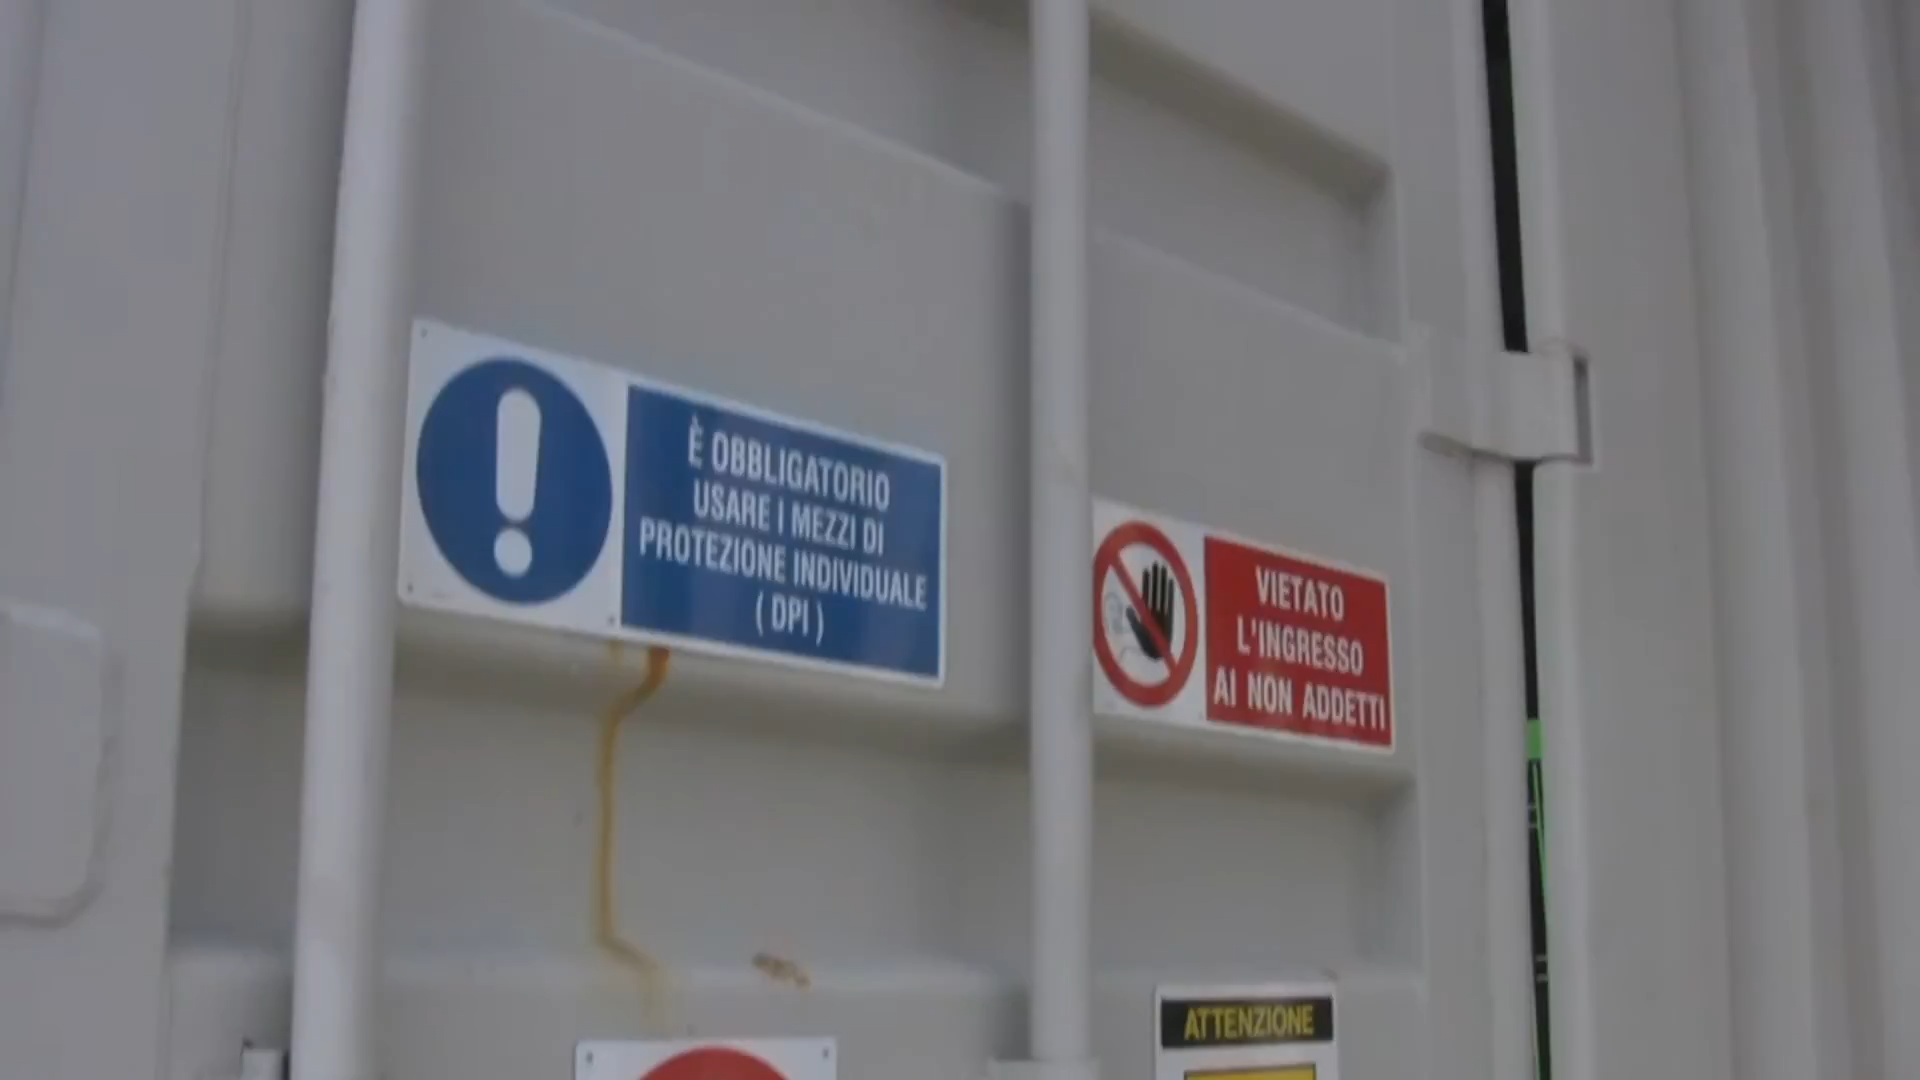 È OBBLIGATORIO
USARE I MEZZI DI
PROTEZIONE INDIVIDUALE
( DPI )
VIETATO
L'INGRESSO
AI NON ADDETTI
ATTENZIONE